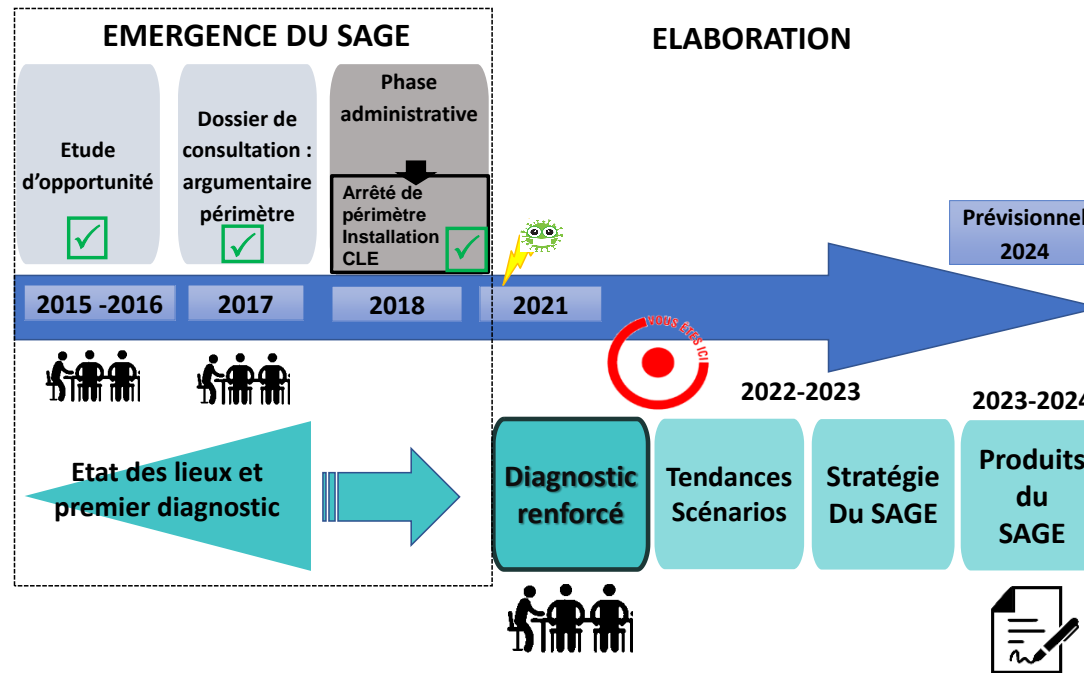 EMERGENCE DU SAGE
ELABORATION
Etude
d’opportunité
Dossier de
consultation :
argumentaire
périmètre
Phase
administrative
Arrêté de
périmètre
Installation
CLE
Prévisionnel
2024
2015 -2016
2017
2018
2021
VOUS ÊTES ICI
2022-2023
2023-2024
Etat des lieux et
premier diagnostic
Diagnostic
renforcé
Tendances
Scénarios
Stratégie
Du SAGE
Produits
du
SAGE